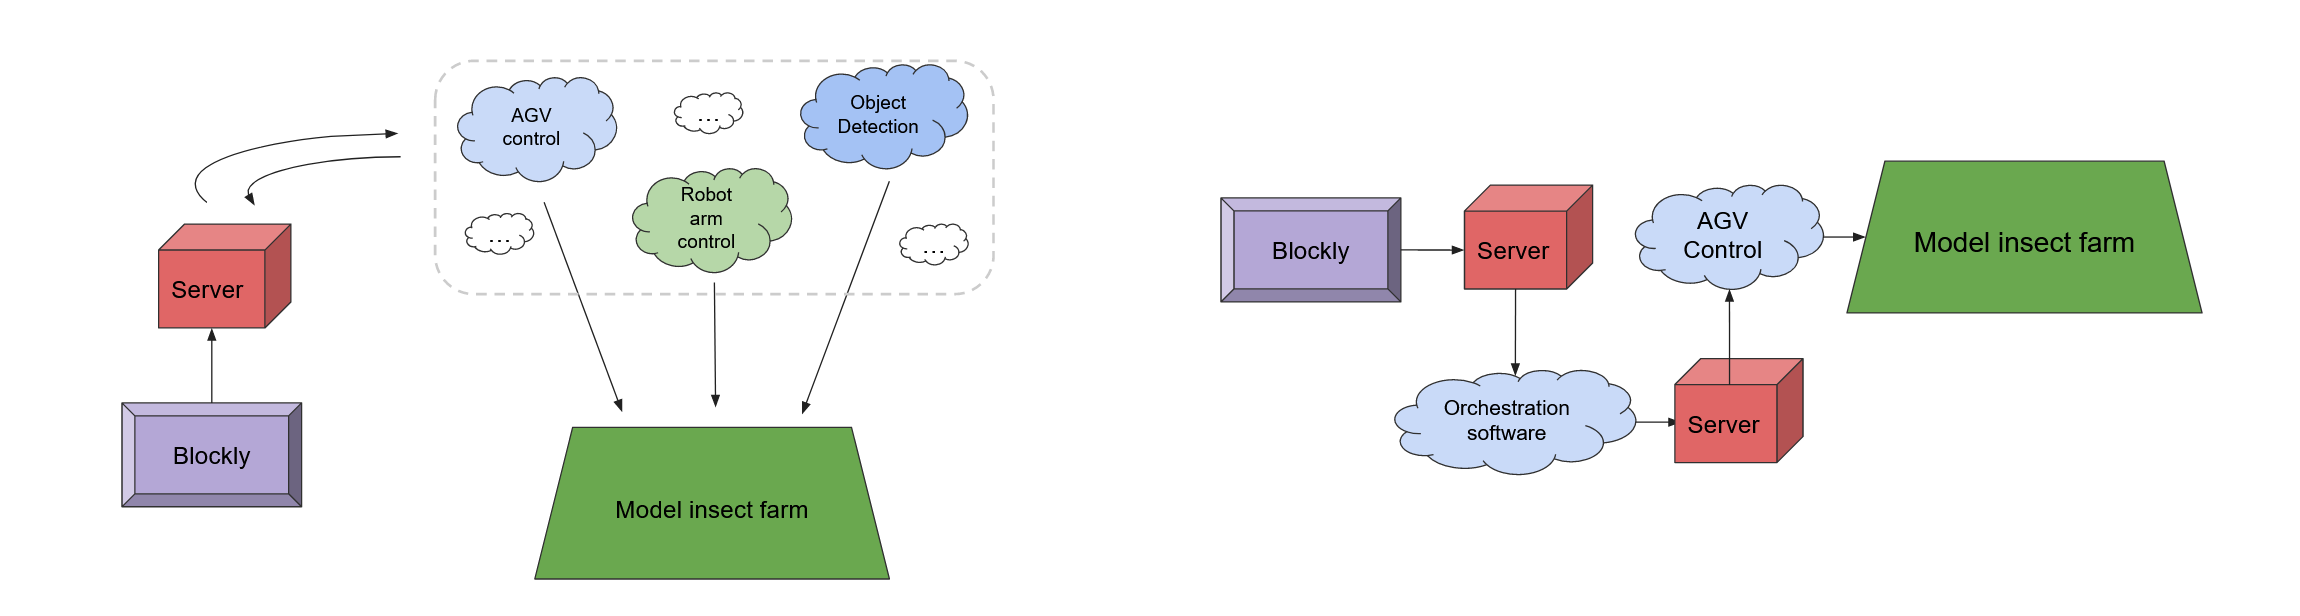 AGV
control
...
Object
Detection
Robot
arm
control
...
...
Server
Blockly
Model insect farm
Blockly
Server
AGV
Control
Model insect farm
Orchestration
software
Server